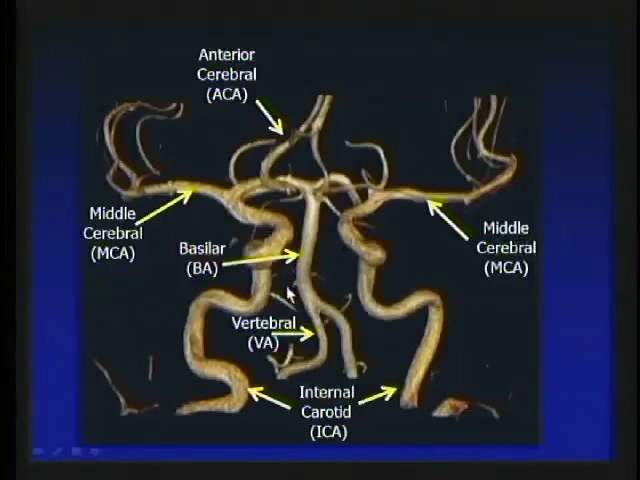 Anterior
Cerebral
(ACA)
Middle
Cerebral
(MCA)
Middle
Cerebral
(MCA)
Basilar
(BA)
Vertebral
(VA)
Internal
Carotid
(ICA)